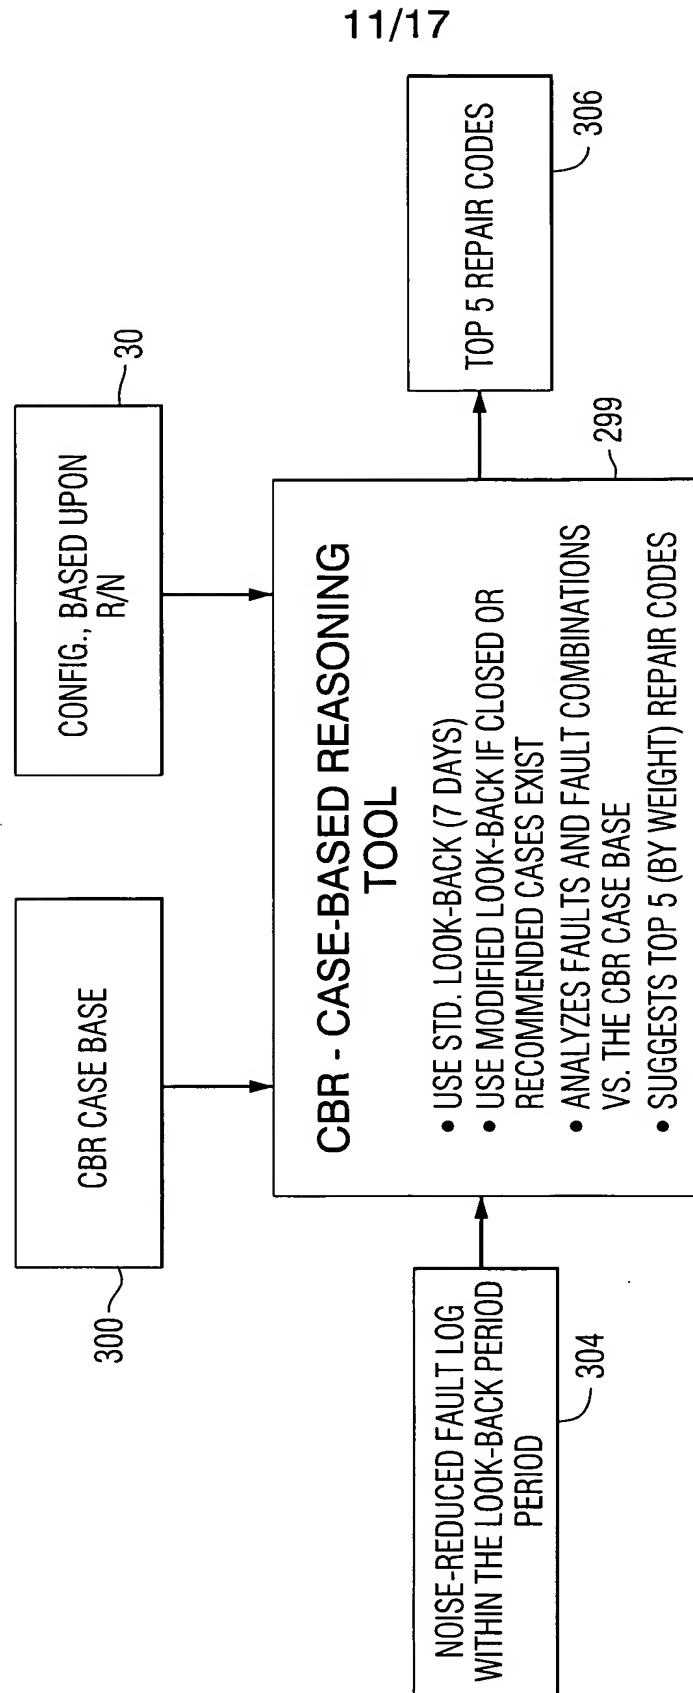 11/17
CBR CASE BASE
300
CONFIG., BASED UPON
R/N
30
NOISE-REDUCED FAULT LOG
WITHIN THE LOOK-BACK PERIOD
PERIOD
304
CBR - CASE-BASED REASONING
TOOL
• USE STD. LOOK-BACK (7 DAYS)
• USE MODIFIED LOOK-BACK IF CLOSED OR
RECOMMENDED CASES EXIST
• ANALYZES FAULTS AND FAULT COMBINATIONS
VS. THE CBR CASE BASE
• SUGGESTS TOP 5 (BY WEIGHT) REPAIR CODES
299
TOP 5 REPAIR CODES
306